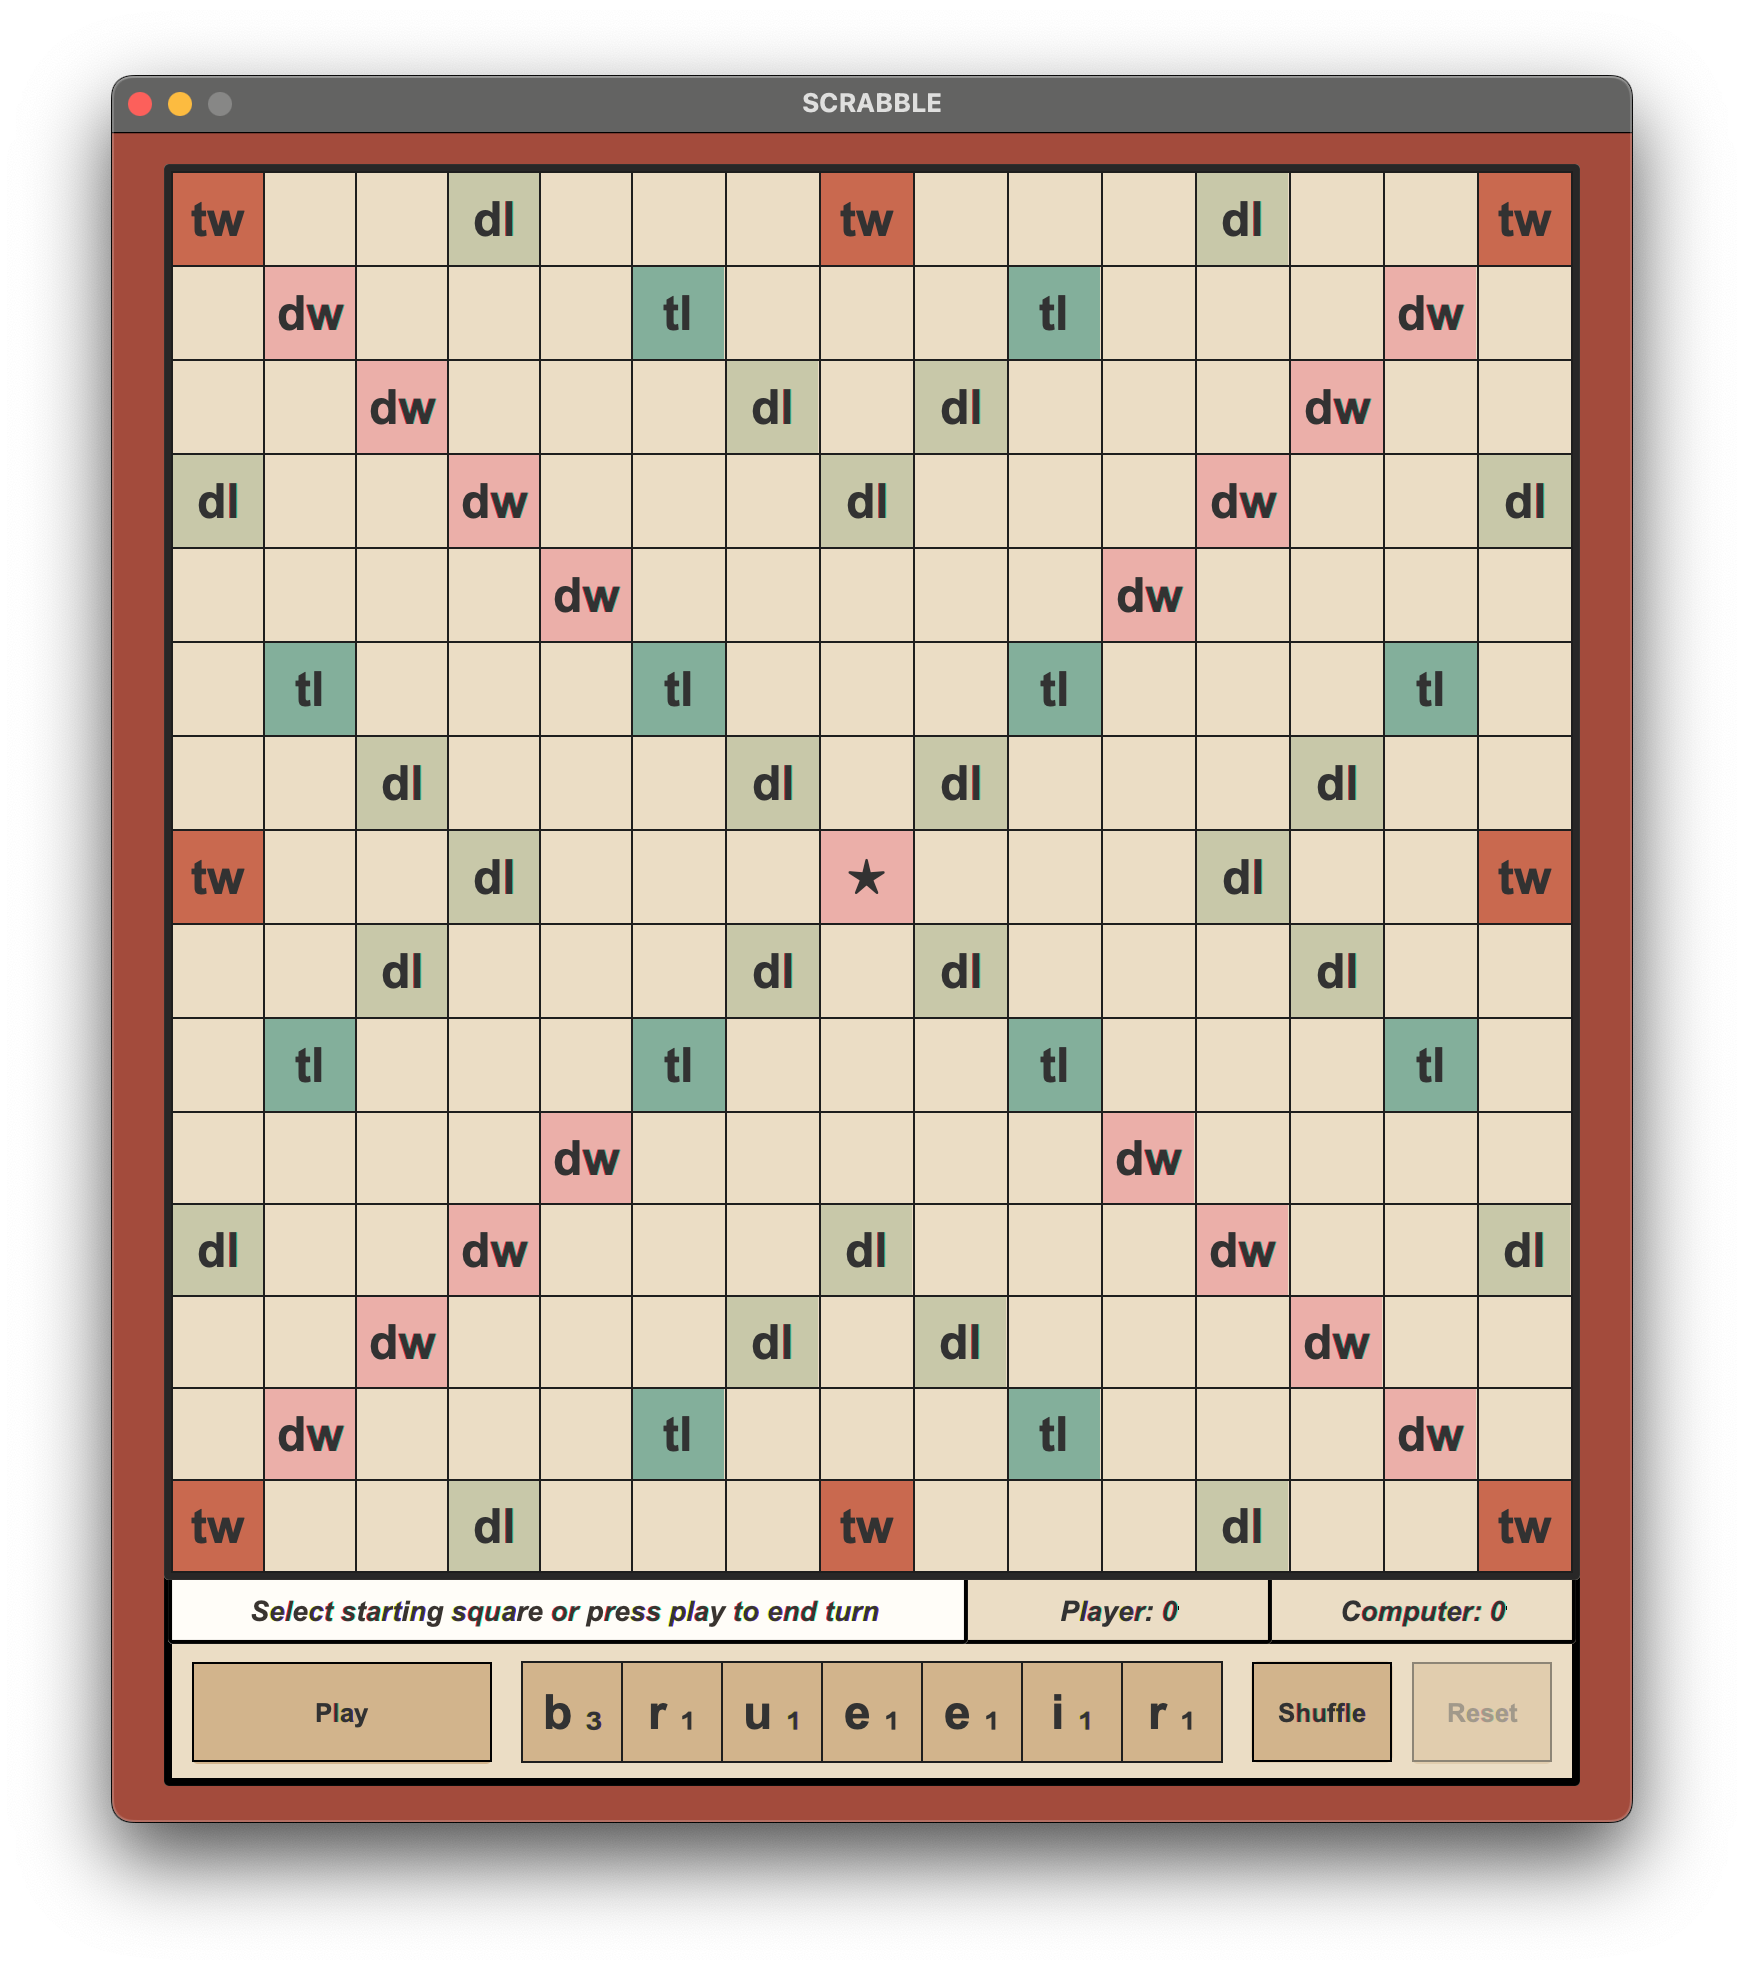 SCRABBLE
tw dl tw dl tw
dw tl tl dw
dw dl dl dw
dl dw dl dw dl
dw dw
tl tl tl tl
dl dl dl dl
tw dl ★ dl tw
dl dl dl dl
tl tl tl tl
dw dw
dl dw dl dw dl
dw dl dl dw
dw tl tl dw
tw dl tw dl tw
Select starting square or press play to end turn Player: 0 Computer: 0
Play b 3 r 1 u 1 e 1 e 1 i 1 r 1 Shuffle Reset